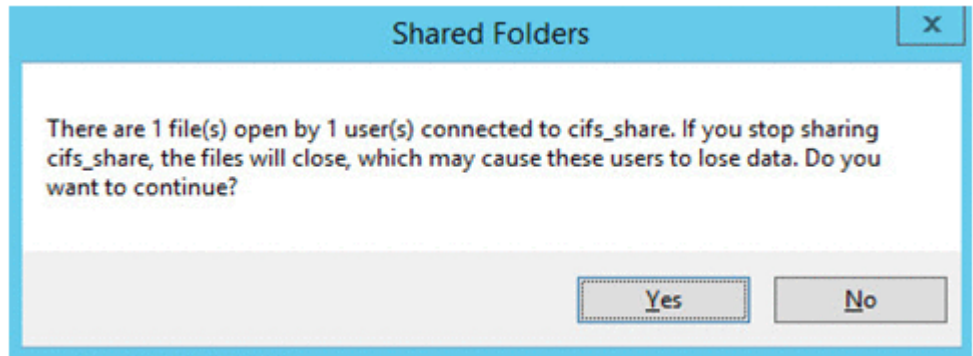 Shared Folders
x
There are 1 file(s) open by 1 user(s) connected to cifs_share. If you stop sharing
cifs_share, the files will close, which may cause these users to lose data. Do you
want to continue?
Yes
No